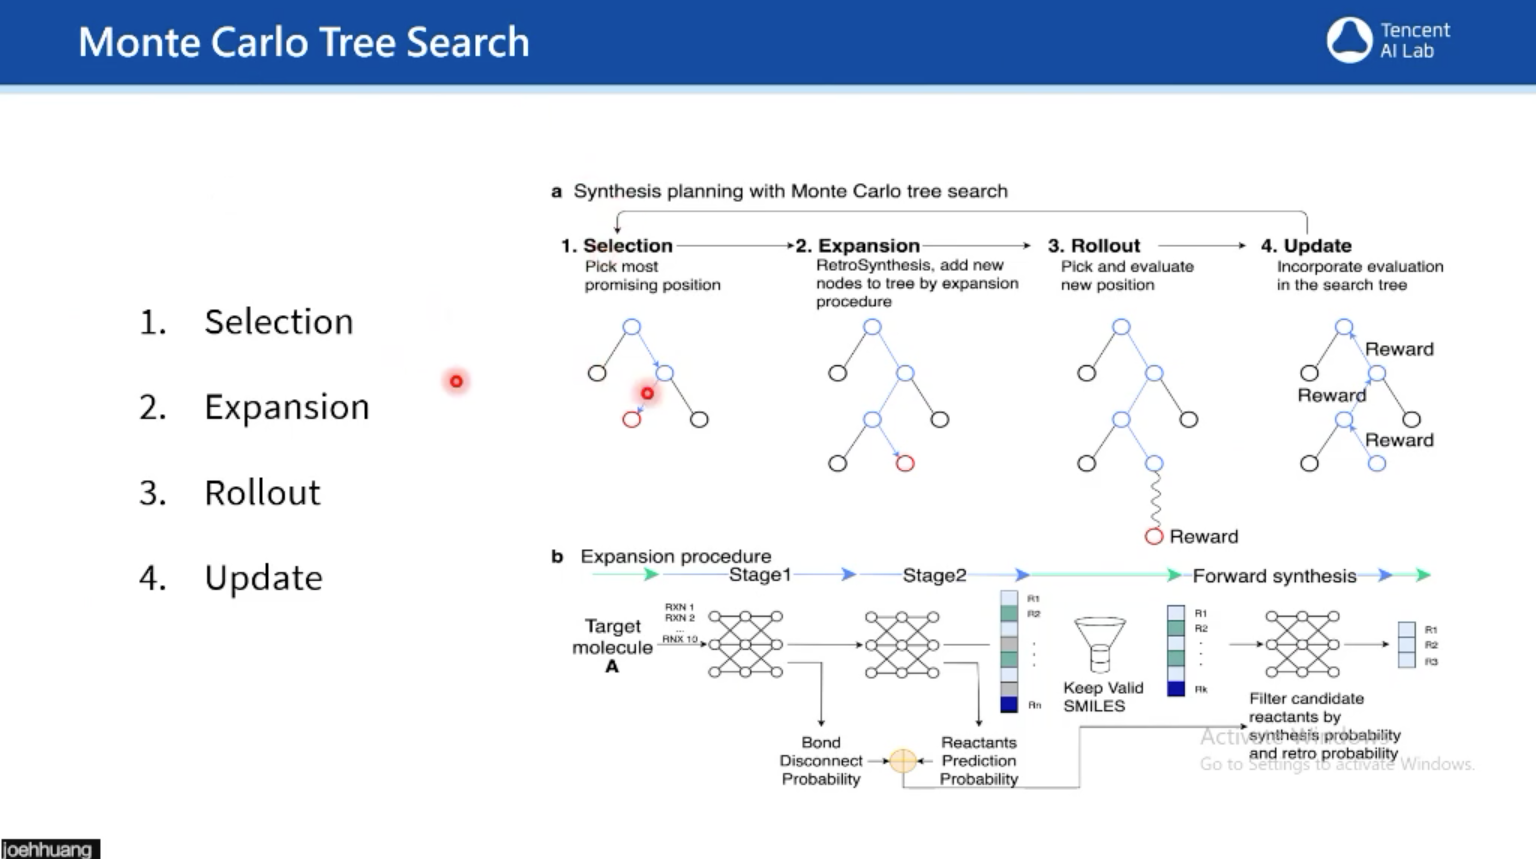 Monte Carlo Tree Search
Tencent
AI Lab
1. Selection
2. Expansion
3. Rollout
4. Update
a Synthesis planning with Monte Carlo tree search
1. Selection
Pick most
promising position
2. Expansion
RetroSynthesis, add new
nodes to tree by expansion
procedure
3. Rollout
Pick and evaluate
new position
4. Update
Incorporate evaluation
in the search tree
Reward
Reward
Reward
Reward
b Expansion procedure
Stage1
Stage2
Forward synthesis
Target
molecule
A
RXN 1
RXN 2
...
RNX 10
R1
R2
Rn
Keep Valid
SMILES
R1
R2
Rk
R1
R2
R3
Filter candidate
reactants by
synthesis probability
and retro probability
Bond
Disconnect
Probability
Reactants
Prediction
Probability
Activate Windows
Go to Settings to activate Windows.
joehhuang